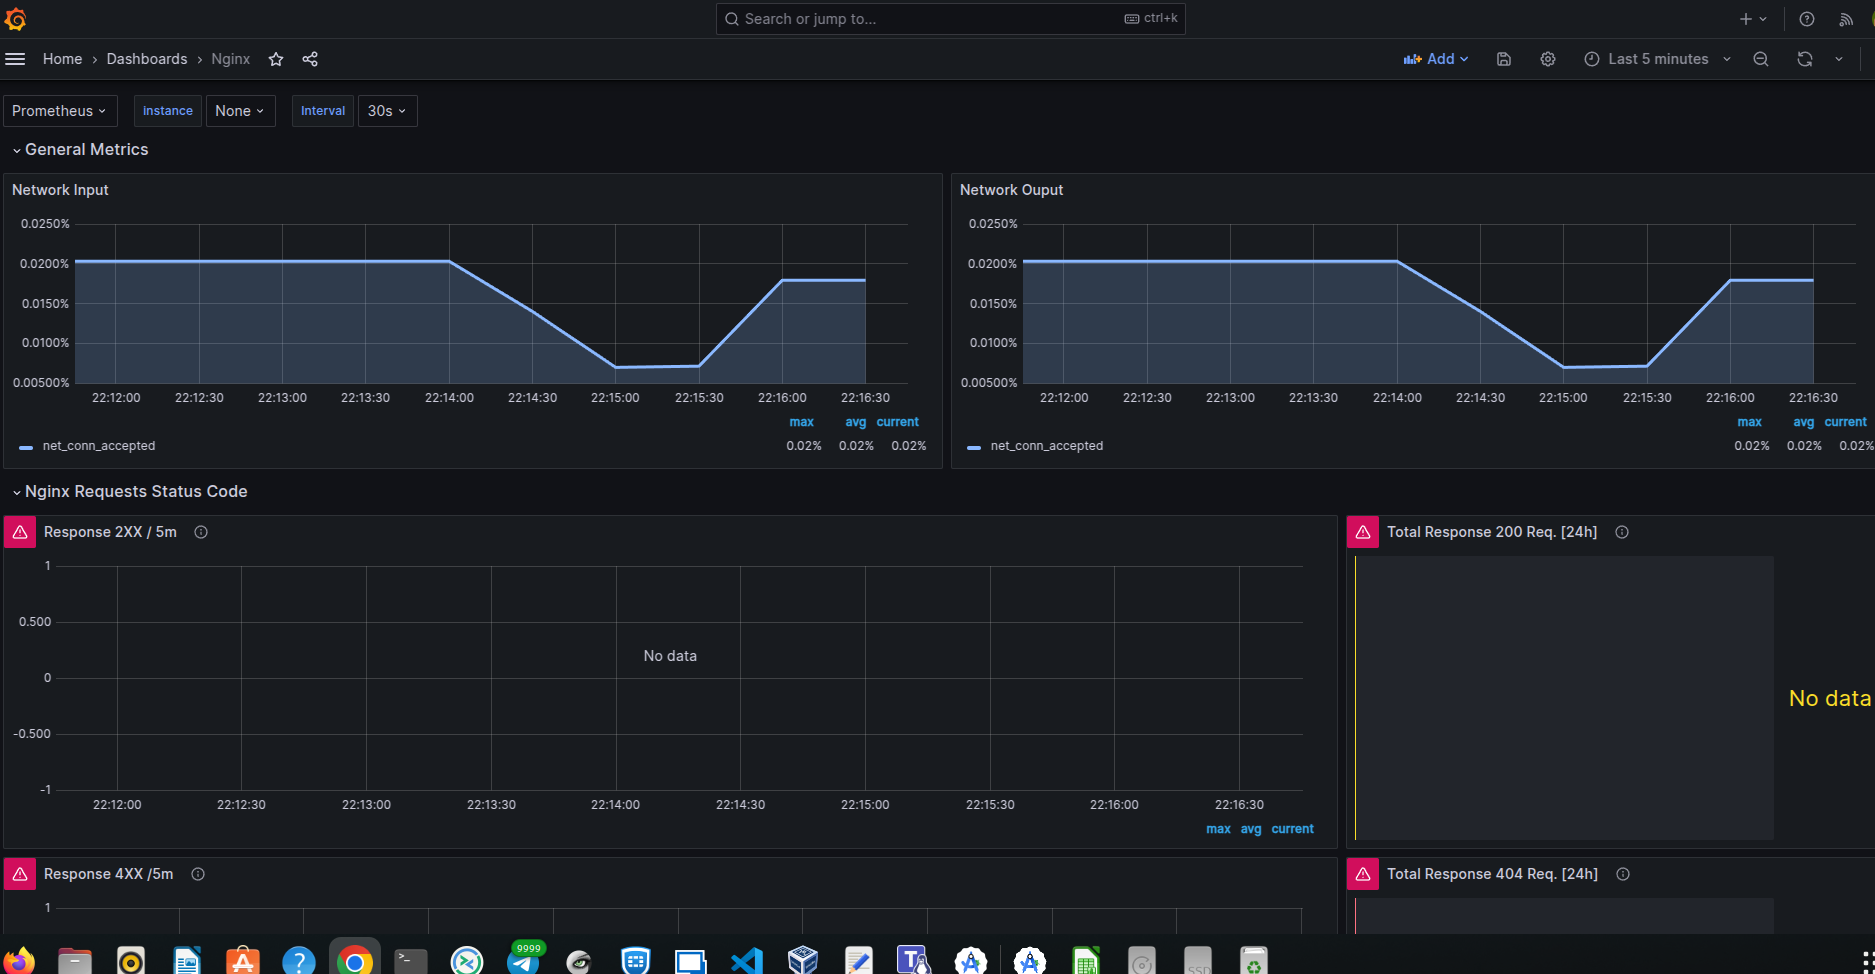 Search or jump to...
ctrl+k
Home › Dashboards › Nginx
Add
Last 5 minutes
Prometheus
instance
None
Interval
30s
General Metrics
Network Input
0.0250%
0.0200%
0.0150%
0.0100%
0.00500%
22:12:00 22:12:30 22:13:00 22:13:30 22:14:00 22:14:30 22:15:00 22:15:30 22:16:00 22:16:30
max avg current
net_conn_accepted 0.02% 0.02% 0.02%
Network Ouput
0.0250%
0.0200%
0.0150%
0.0100%
0.00500%
22:12:00 22:12:30 22:13:00 22:13:30 22:14:00 22:14:30 22:15:00 22:15:30 22:16:00 22:16:30
max avg current
net_conn_accepted 0.02% 0.02% 0.02%
Nginx Requests Status Code
Response 2XX / 5m
1
0.500
No data
0
-0.500
-1
22:12:00 22:12:30 22:13:00 22:13:30 22:14:00 22:14:30 22:15:00 22:15:30 22:16:00 22:16:30
max avg current
Total Response 200 Req. [24h]
No data
Response 4XX /5m
1
Total Response 404 Req. [24h]
9999
SSD